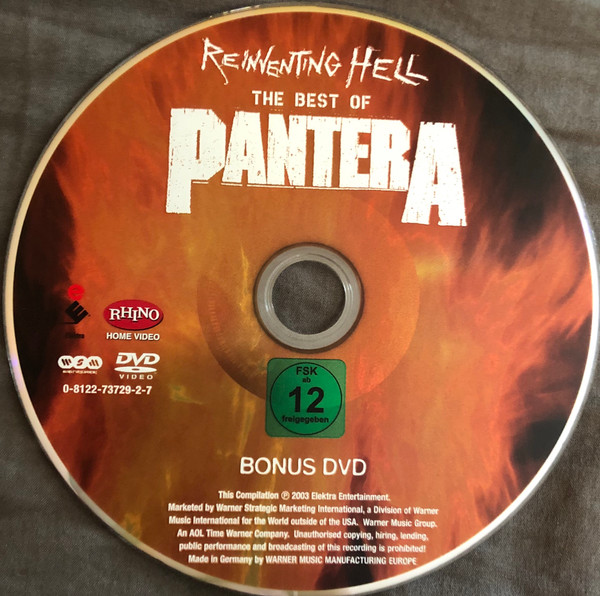 REINVENTING HELL
THE BEST OF
PANTERA
RHINO
HOME VIDEO
DVD
VIDEO
0-8122-73729-2-7
FSK
ab
12
freigegeben
BONUS DVD
This Compilation ℗ 2003 Elektra Entertainment.
Marketed by Warner Strategic Marketing International, a Division of Warner
Music International for the World outside of the USA. Warner Music Group.
An AOL Time Warner Company. Unauthorised copying, hiring, lending,
public performance and broadcasting of this recording is prohibited!
Made in Germany by WARNER MUSIC MANUFACTURING EUROPE